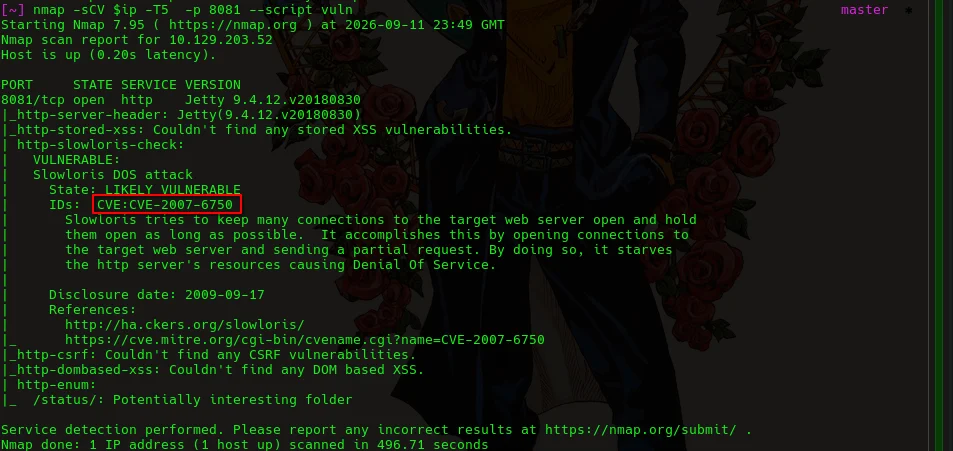 [~] nmap -sCV $ip -T5  -p 8081 --script vuln master
Starting Nmap 7.95 ( https://nmap.org ) at 2026-09-11 23:49 GMT
Nmap scan report for 10.129.203.52
Host is up (0.20s latency).

PORT     STATE SERVICE VERSION
8081/tcp open  http    Jetty 9.4.12.v20180830
|_http-server-header: Jetty(9.4.12.v20180830)
|_http-stored-xss: Couldn't find any stored XSS vulnerabilities.
| http-slowloris-check:
|   VULNERABLE:
|   Slowloris DOS attack
|     State: LIKELY VULNERABLE
|     IDs:  CVE:CVE-2007-6750
|       Slowloris tries to keep many connections to the target web server open and hold
|       them open as long as possible.  It accomplishes this by opening connections to
|       the target web server and sending a partial request. By doing so, it starves
|       the http server's resources causing Denial Of Service.
|
|     Disclosure date: 2009-09-17
|     References:
|       http://ha.ckers.org/slowloris/
|_      https://cve.mitre.org/cgi-bin/cvename.cgi?name=CVE-2007-6750
|_http-csrf: Couldn't find any CSRF vulnerabilities.
|_http-dombased-xss: Couldn't find any DOM based XSS.
| http-enum:
|_  /status/: Potentially interesting folder

Service detection performed. Please report any incorrect results at https://nmap.org/submit/ .
Nmap done: 1 IP address (1 host up) scanned in 496.71 seconds